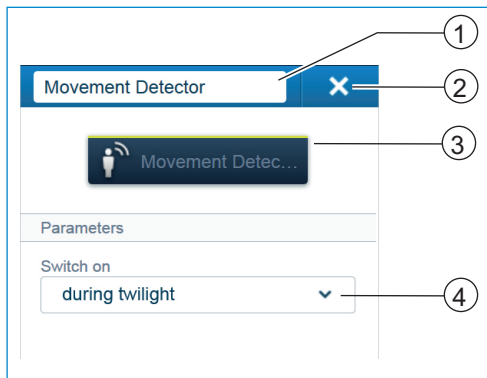 1
Movement Detector
2
3
Movement Detec...
Parameters
Switch on
during twilight
4